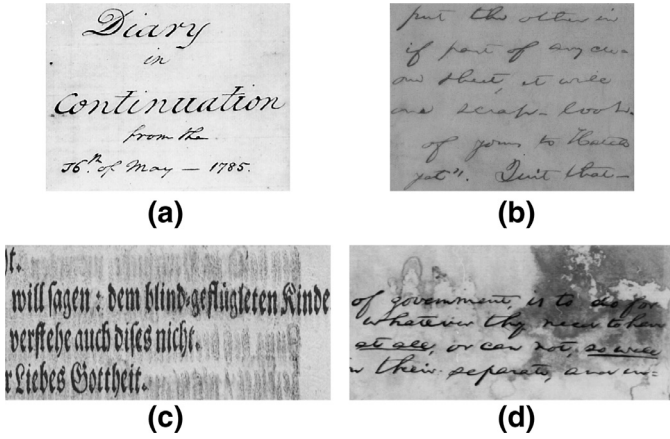 Diary
in
Continuation
from the
16th of May — 1785.
(a)
put the other in
if part of any
our sheet, it will
one scrap-book.
of yours to
yet". Quit that—
(b)
t.
will ſagen: dem blind-geflügleten Kinde
verſtehe auch diſes nicht.
r Liebes Gottheit.
(c)
of government, is to do for
whatever they need to have
at all, or can not, so well
their separate, and in=
(d)